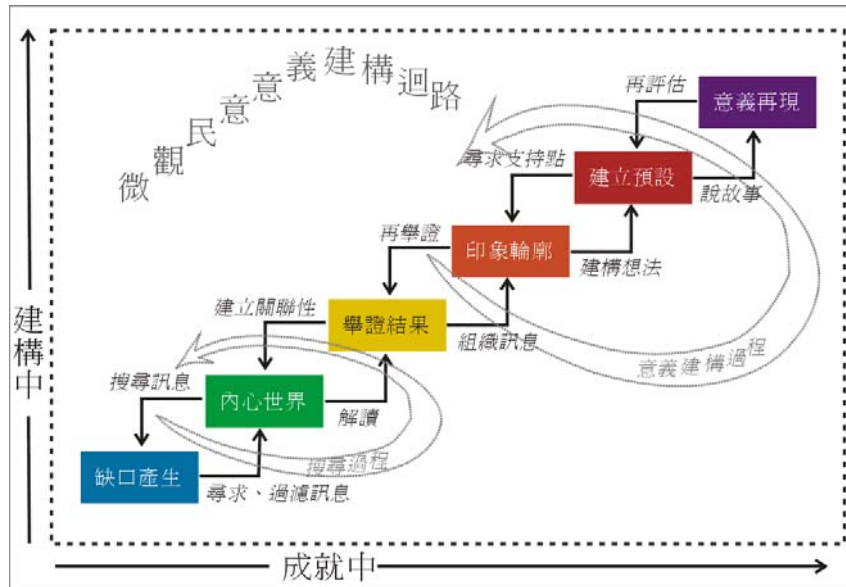 微觀民意意義建構迴路
再評估
意義再現
尋求支持點
建立預設
說故事
再舉證
印象輪廓
建構想法
建立關聯性
舉證結果
組織訊息
意義建構過程
搜尋訊息
內心世界
解讀
搜尋過程
缺口產生
尋求、過濾訊息
建構中
成就中